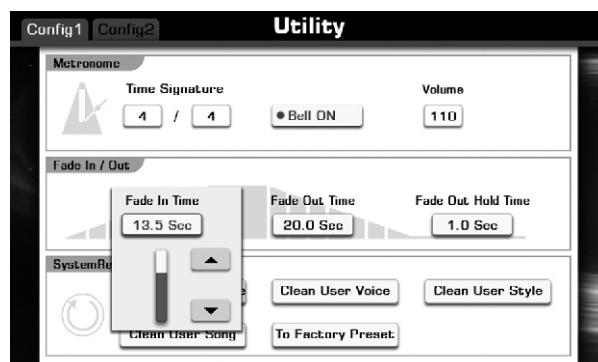 Config1 Config2 Utility
Metronome
Time Signature Volume
4 / 4 Bell ON 110
Fade In / Out
Fade In Time Fade Out Time Fade Out Hold Time
13.5 Sec 20.0 Sec 1.0 Sec
Clean User Voice Clean User Style
Clean User Song To Factory Preset